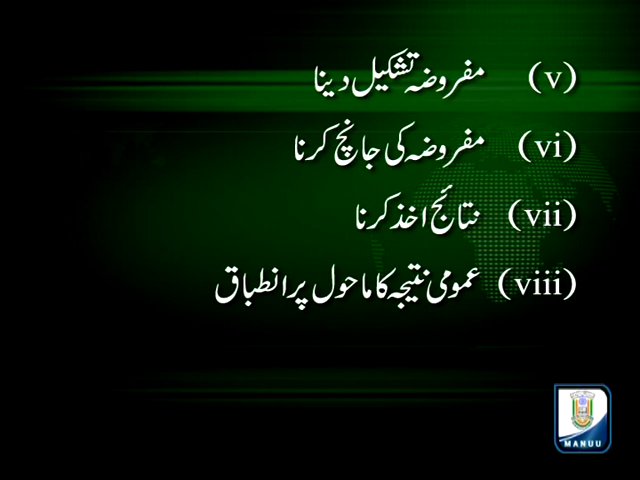 (v) مفروضہ تشکیل دینا
(vi) مفروضہ کی جانچ کرنا
(vii) نتائج اخذ کرنا
(viii) عمومی نتیجہ کا ماحول پر انطباق
MANUU